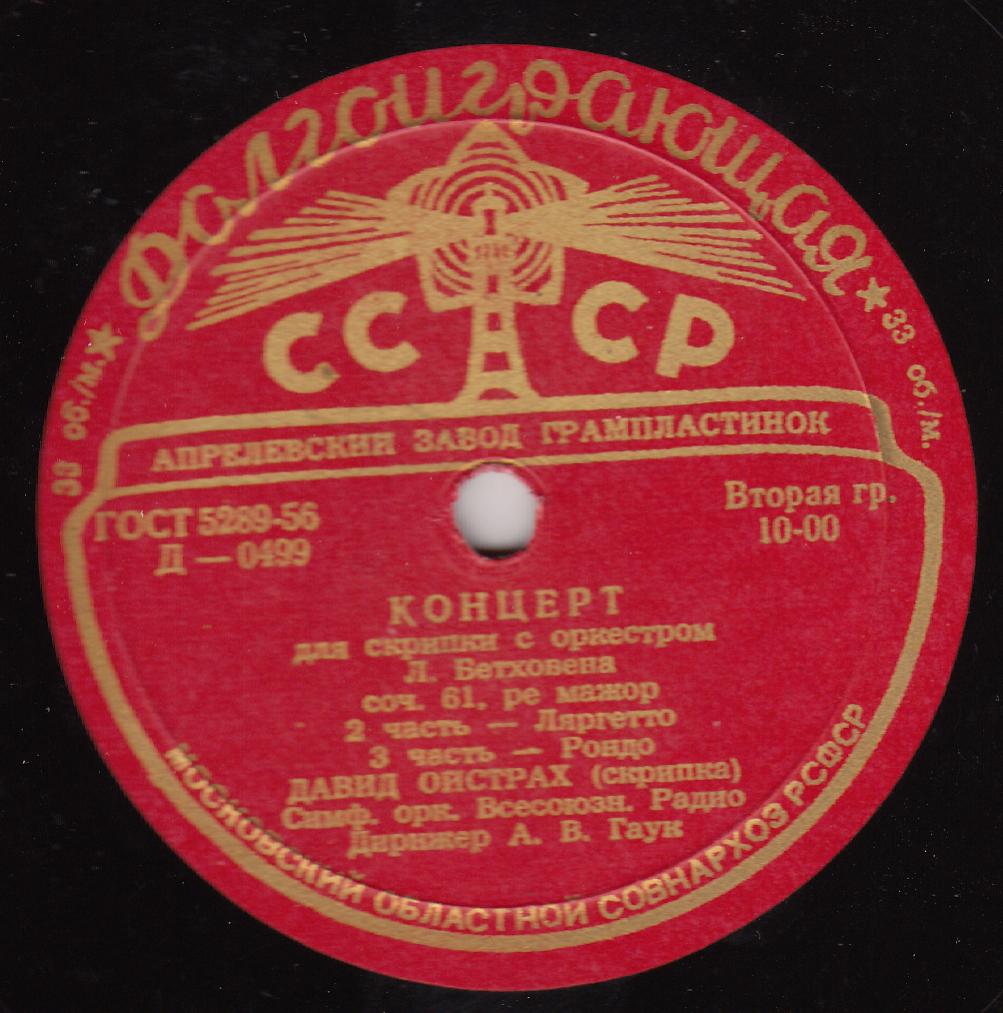 Долгоиграющая
★ 33 об./м.
33 об./м. ★
СССР
АПРЕЛЕВСКИЙ ЗАВОД ГРАМПЛАСТИНОК
ГОСТ 5289-56
Д — 0499
Вторая гр.
10-00
КОНЦЕРТ
для скрипки с оркестром
Л. Бетховена
соч. 61, ре мажор
2 часть — Ляргетто
3 часть — Рондо
ДАВИД ОЙСТРАХ (скрипка)
Симф. орк. Всесоюзн. Радио
Дирижер А. В. Гаук
МОСКОВСКИЙ ОБЛАСТНОЙ СОВНАРХОЗ РСФСР